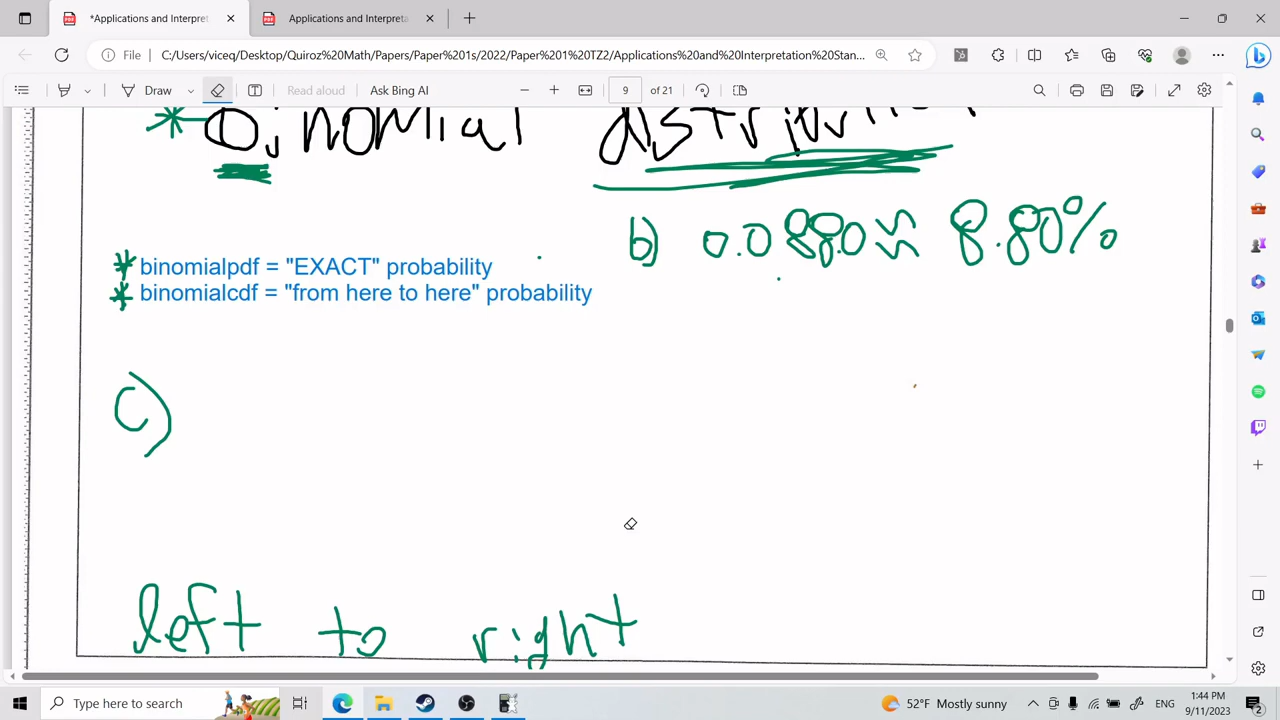 *Applications and Interpret
Applications and Interpreta
File
C:/Users/viceq/Desktop/Quiroz%20Math/Papers/Paper%201s/2022/Paper%201%20TZ2/Applications%20and%20Interpretation%20Stan...
Draw
Read aloud
Ask Bing AI
9
of 21
* Binomial distribution
b) 0.0880 ≈ 8.80%
* binomialpdf = "EXACT" probability
* binomialcdf = "from here to here" probability
c)
left to right
Type here to search
52°F Mostly sunny
ENG
1:44 PM
9/11/2023
2